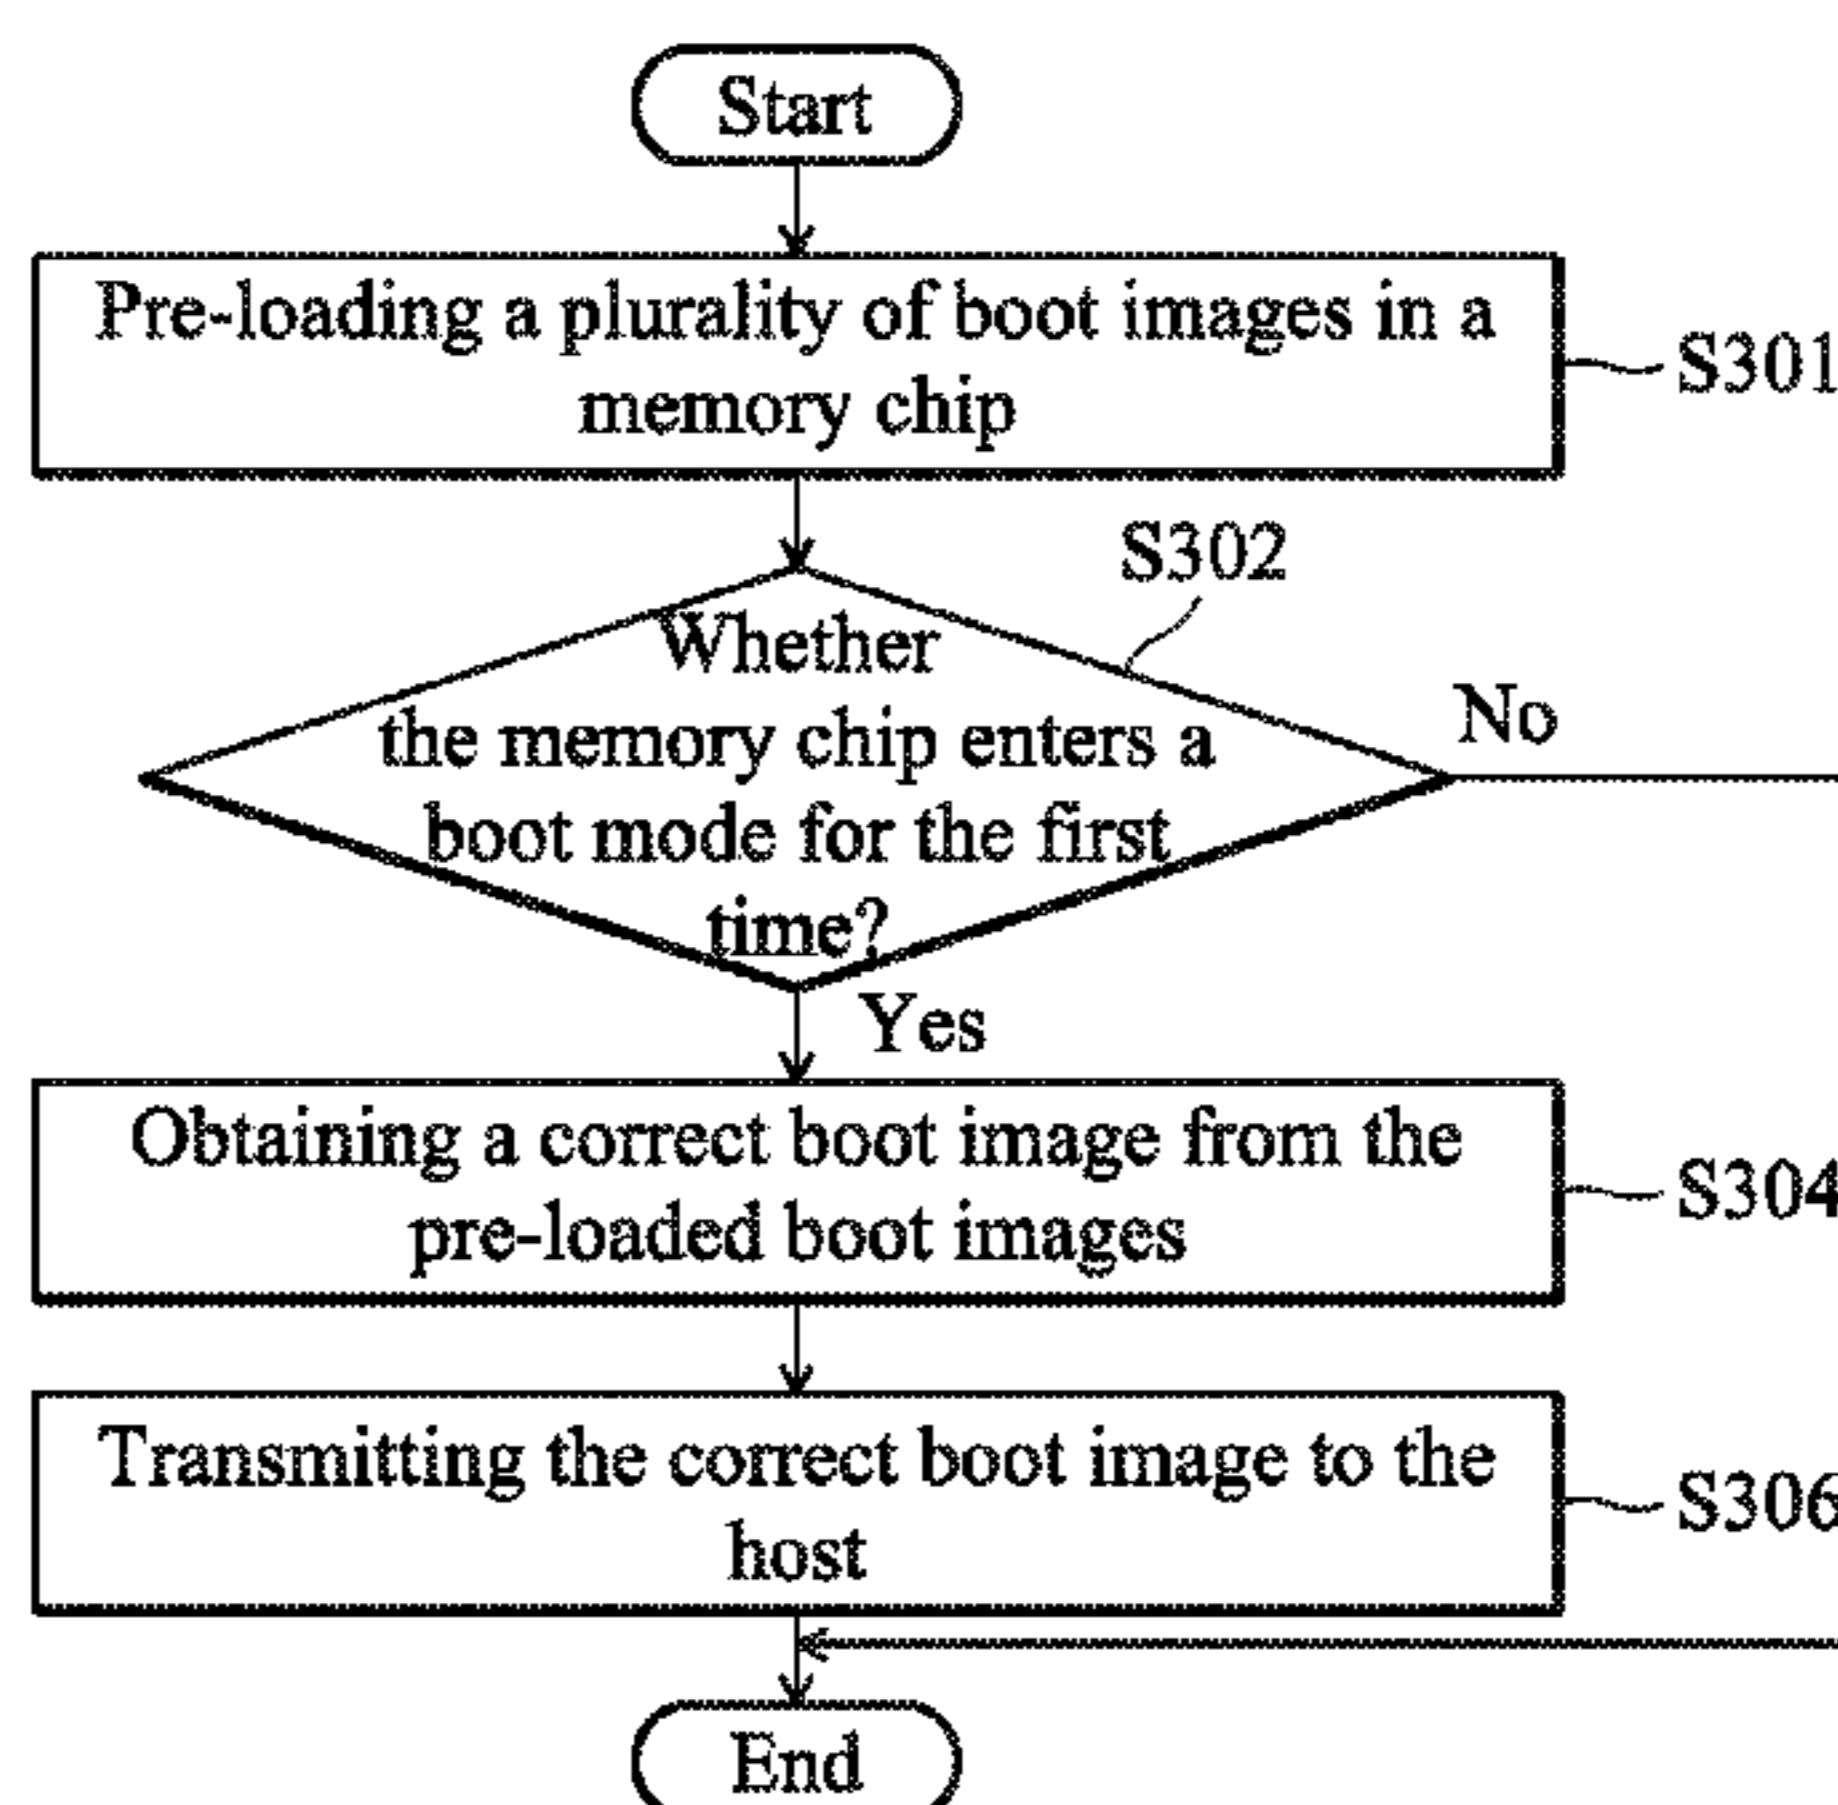 Start
Pre-loading a plurality of boot images in a
memory chip
S301
S302
Whether
the memory chip enters a
boot mode for the first
time?
No
Yes
Obtaining a correct boot image from the
pre-loaded boot images
S304
Transmitting the correct boot image to the
host
S306
End